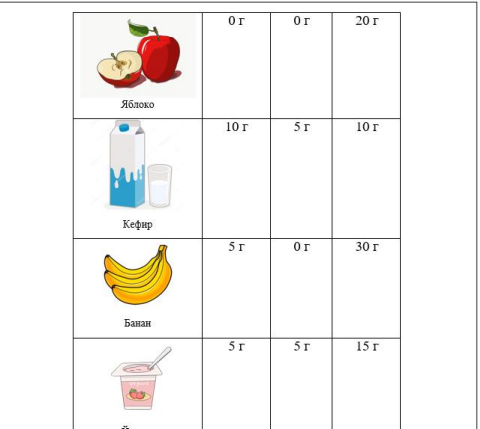 0 г 0 г 20 г
Яблоко
10 г 5 г 10 г
Кефир
5 г 0 г 30 г
Банан
5 г 5 г 15 г